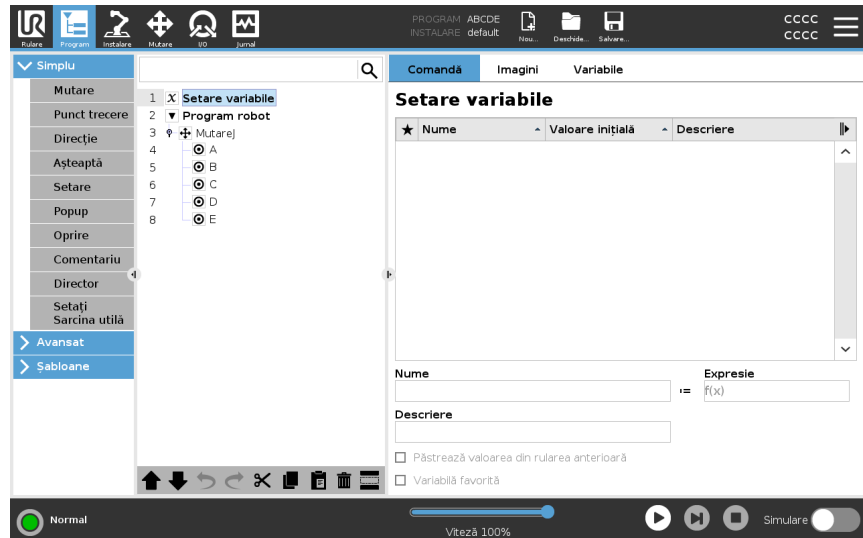 Rulare
Program
Instalare
Mutare
I/O
Jurnal
PROGRAM ABCDE
INSTALARE default
Nou...
Deschide...
Salvare...
CCCC
CCCC
Simplu
Mutare
Punct trecere
Direcție
Așteaptă
Setare
Popup
Oprire
Comentariu
Director
Setați
Sarcina utilă
Avansat
Șabloane
1 X Setare variabile
2 Program robot
3 MutareJ
4 A
5 B
6 C
7 D
8 E
Comandă Imagini Variabile
Setare variabile
Nume Valoare inițială Descriere
Nume
Expresie
:= f(x)
Descriere
Păstrează valoarea din rularea anterioară
Variabilă favorită
Normal
Viteză 100%
Simulare